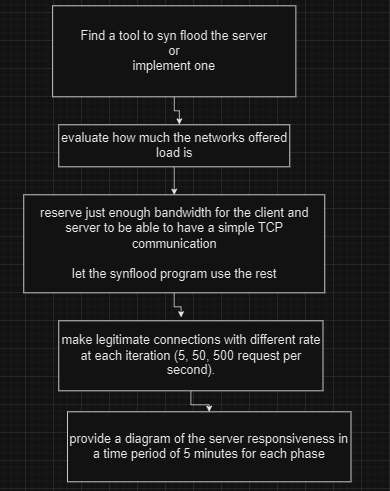 Find a tool to syn flood the server
or
implement one
evaluate how much the networks offered
load is
reserve just enough bandwidth for the client and
server to be able to have a simple TCP
communication
let the synflood program use the rest
make legitimate connections with different rate
at each iteration (5, 50, 500 request per
second).
provide a diagram of the server responsiveness in
a time period of 5 minutes for each phase